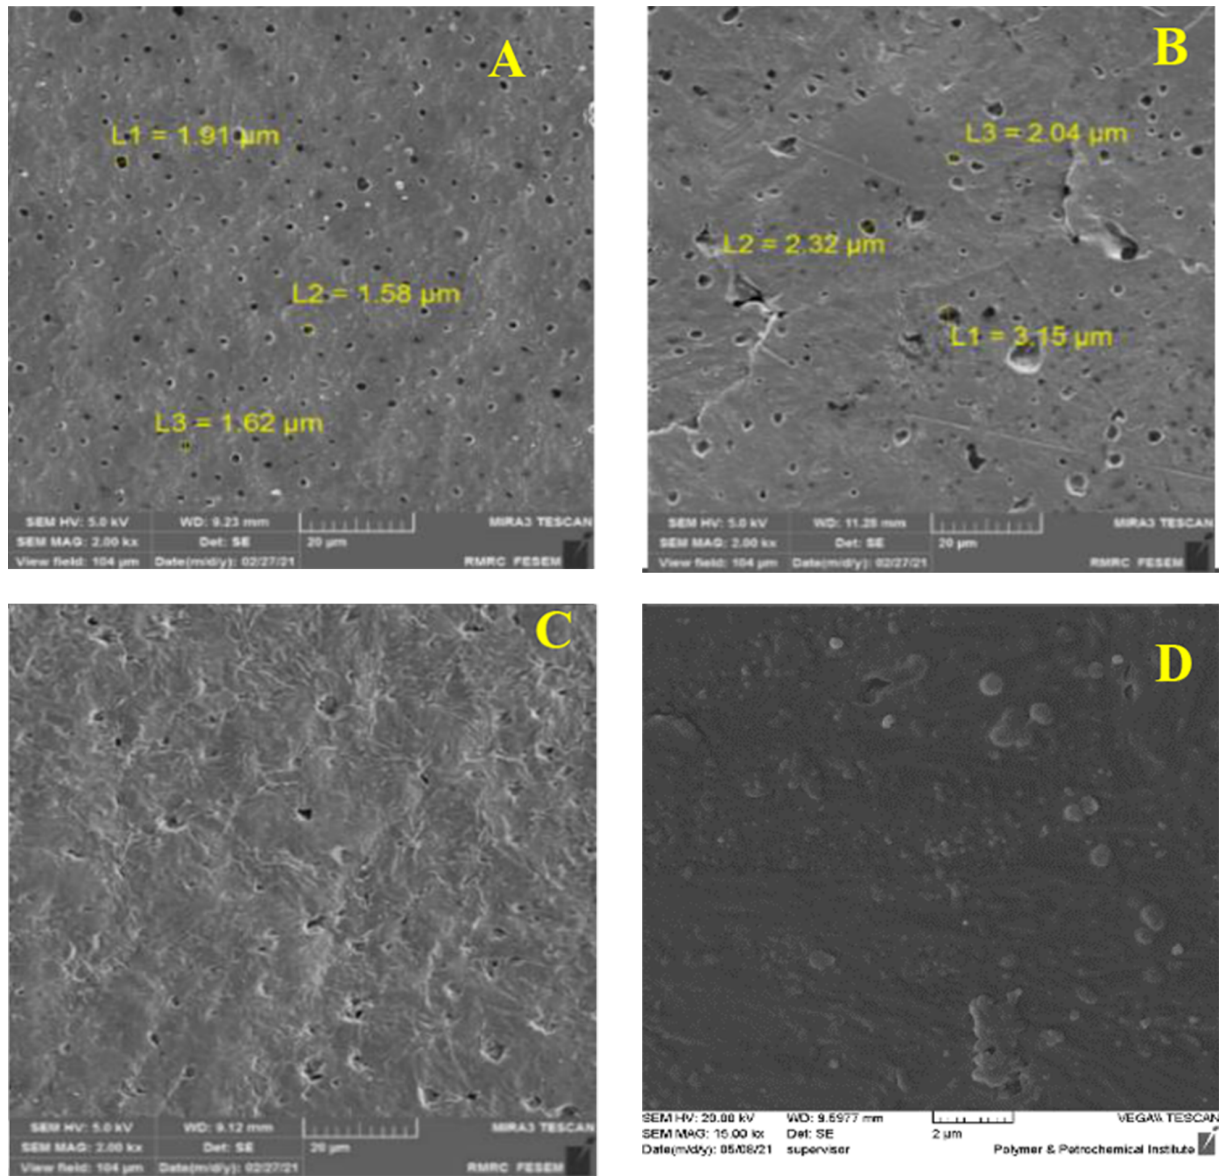 A
L1 = 1.91 µm
L2 = 1.58 µm
L3 = 1.62 µm
SEM HV: 5.0 kV WD: 9.23 mm MIRA3 TESCAN
SEM MAG: 2.00 kx Det: SE 20 µm
View field: 104 µm Date(m/d/y): 02/27/21 RMRC FESEM
B
L3 = 2.04 µm
L2 = 2.32 µm
L1 = 3.15 µm
SEM HV: 5.0 kV WD: 11.28 mm MIRA3 TESCAN
SEM MAG: 2.00 kx Det: SE 20 µm
View field: 104 µm Date(m/d/y): 02/27/21 RMRC FESEM
C
SEM HV: 5.0 kV WD: 9.12 mm MIRA3 TESCAN
SEM MAG: 2.00 kx Det: SE 20 µm
View field: 104 µm Date(m/d/y): 02/27/21 RMRC FESEM
D
SEM HV: 20.00 kV WD: 9.5977 mm VEGA\\ TESCAN
SEM MAG: 15.00 kx Det: SE 2 µm
Date(m/d/y): 05/08/21 supervisor Polymer & Petrochemical Institute